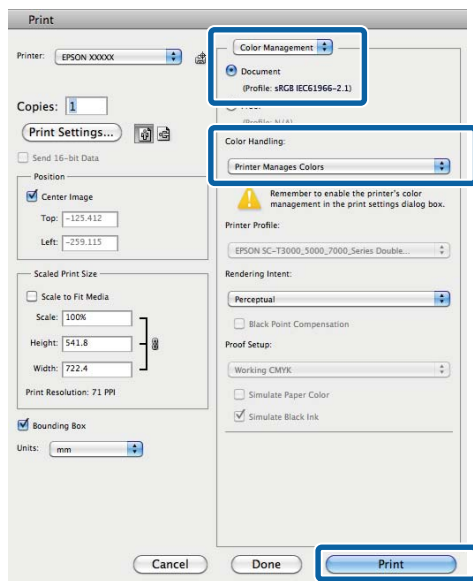 Print
Printer: EPSON XXXXX
Copies: 1
Print Settings...
Send 16-bit Data
Position
Center Image
Top: -125.412
Left: -259.115
Scaled Print Size
Scale to Fit Media
Scale: 100%
Height: 541.8
Width: 722.4
Print Resolution: 71 PPI
Bounding Box
Units: mm
Color Management
Document
(Profile: sRGB IEC61966-2.1)
(Profile: N/A)
Color Handling:
Printer Manages Colors
Remember to enable the printer's color
management in the print settings dialog box.
Printer Profile:
EPSON SC-T3000_5000_7000_Series Double...
Rendering Intent:
Perceptual
Black Point Compensation
Proof Setup:
Working CMYK
Simulate Paper Color
Simulate Black Ink
Cancel
Done
Print